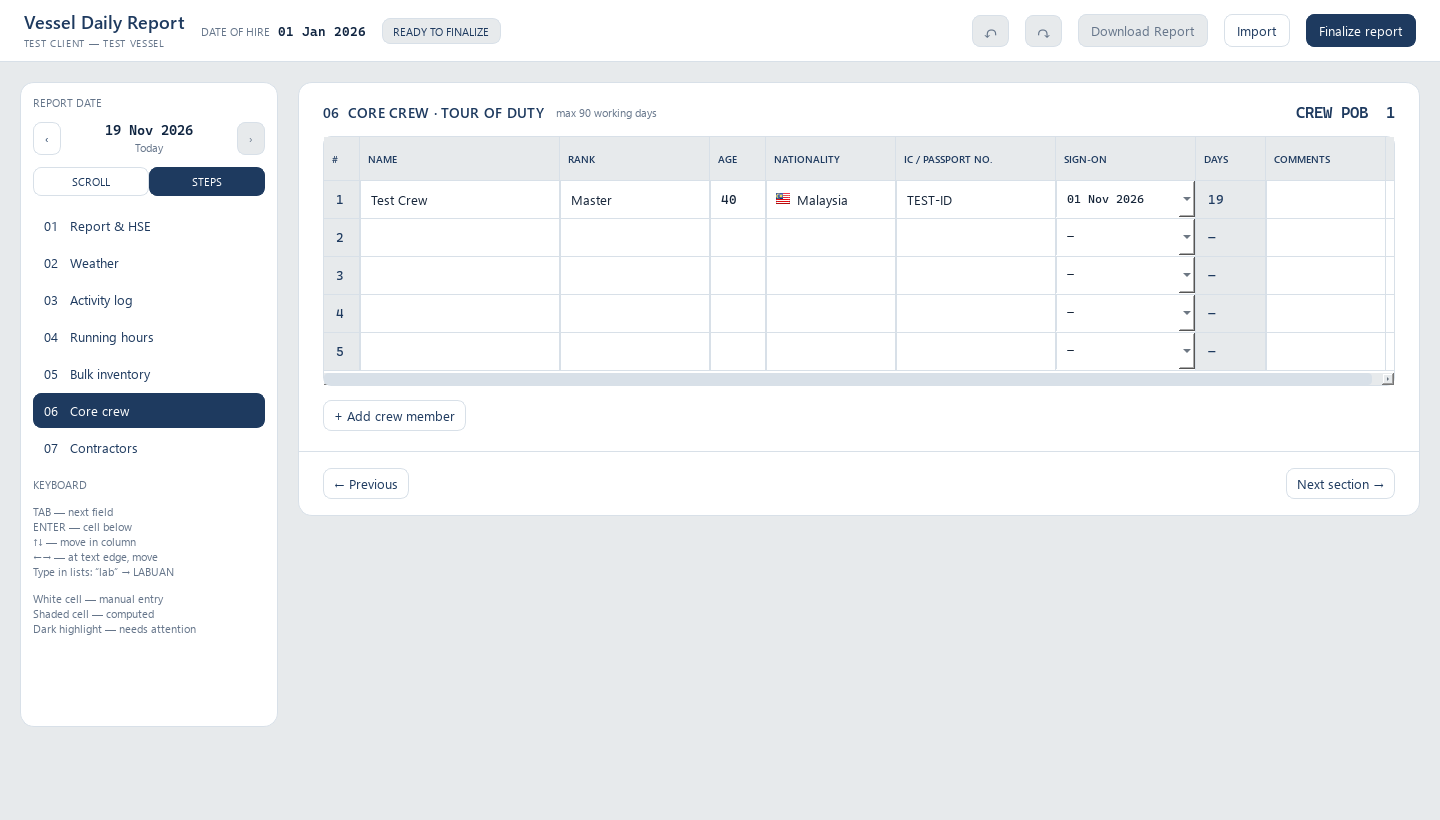 Vessel Daily Report
TEST CLIENT — TEST VESSEL
DATE OF HIRE 01 Jan 2026
READY TO FINALIZE
Download Report
Import
Finalize report
REPORT DATE
‹
19 Nov 2026
Today
›
SCROLL
STEPS
01 Report & HSE
02 Weather
03 Activity log
04 Running hours
05 Bulk inventory
06 Core crew
07 Contractors
KEYBOARD
TAB — next field
ENTER — cell below
↑↓ — move in column
←→ — at text edge, move
Type in lists: “lab” → LABUAN
White cell — manual entry
Shaded cell — computed
Dark highlight — needs attention
06 CORE CREW · TOUR OF DUTY max 90 working days
CREW POB 1
# NAME RANK AGE NATIONALITY IC / PASSPORT NO. SIGN-ON DAYS COMMENTS
1 Test Crew Master 40 Malaysia TEST-ID 01 Nov 2026 19
2 — —
3 — —
4 — —
5 — —
+ Add crew member
← Previous
Next section →